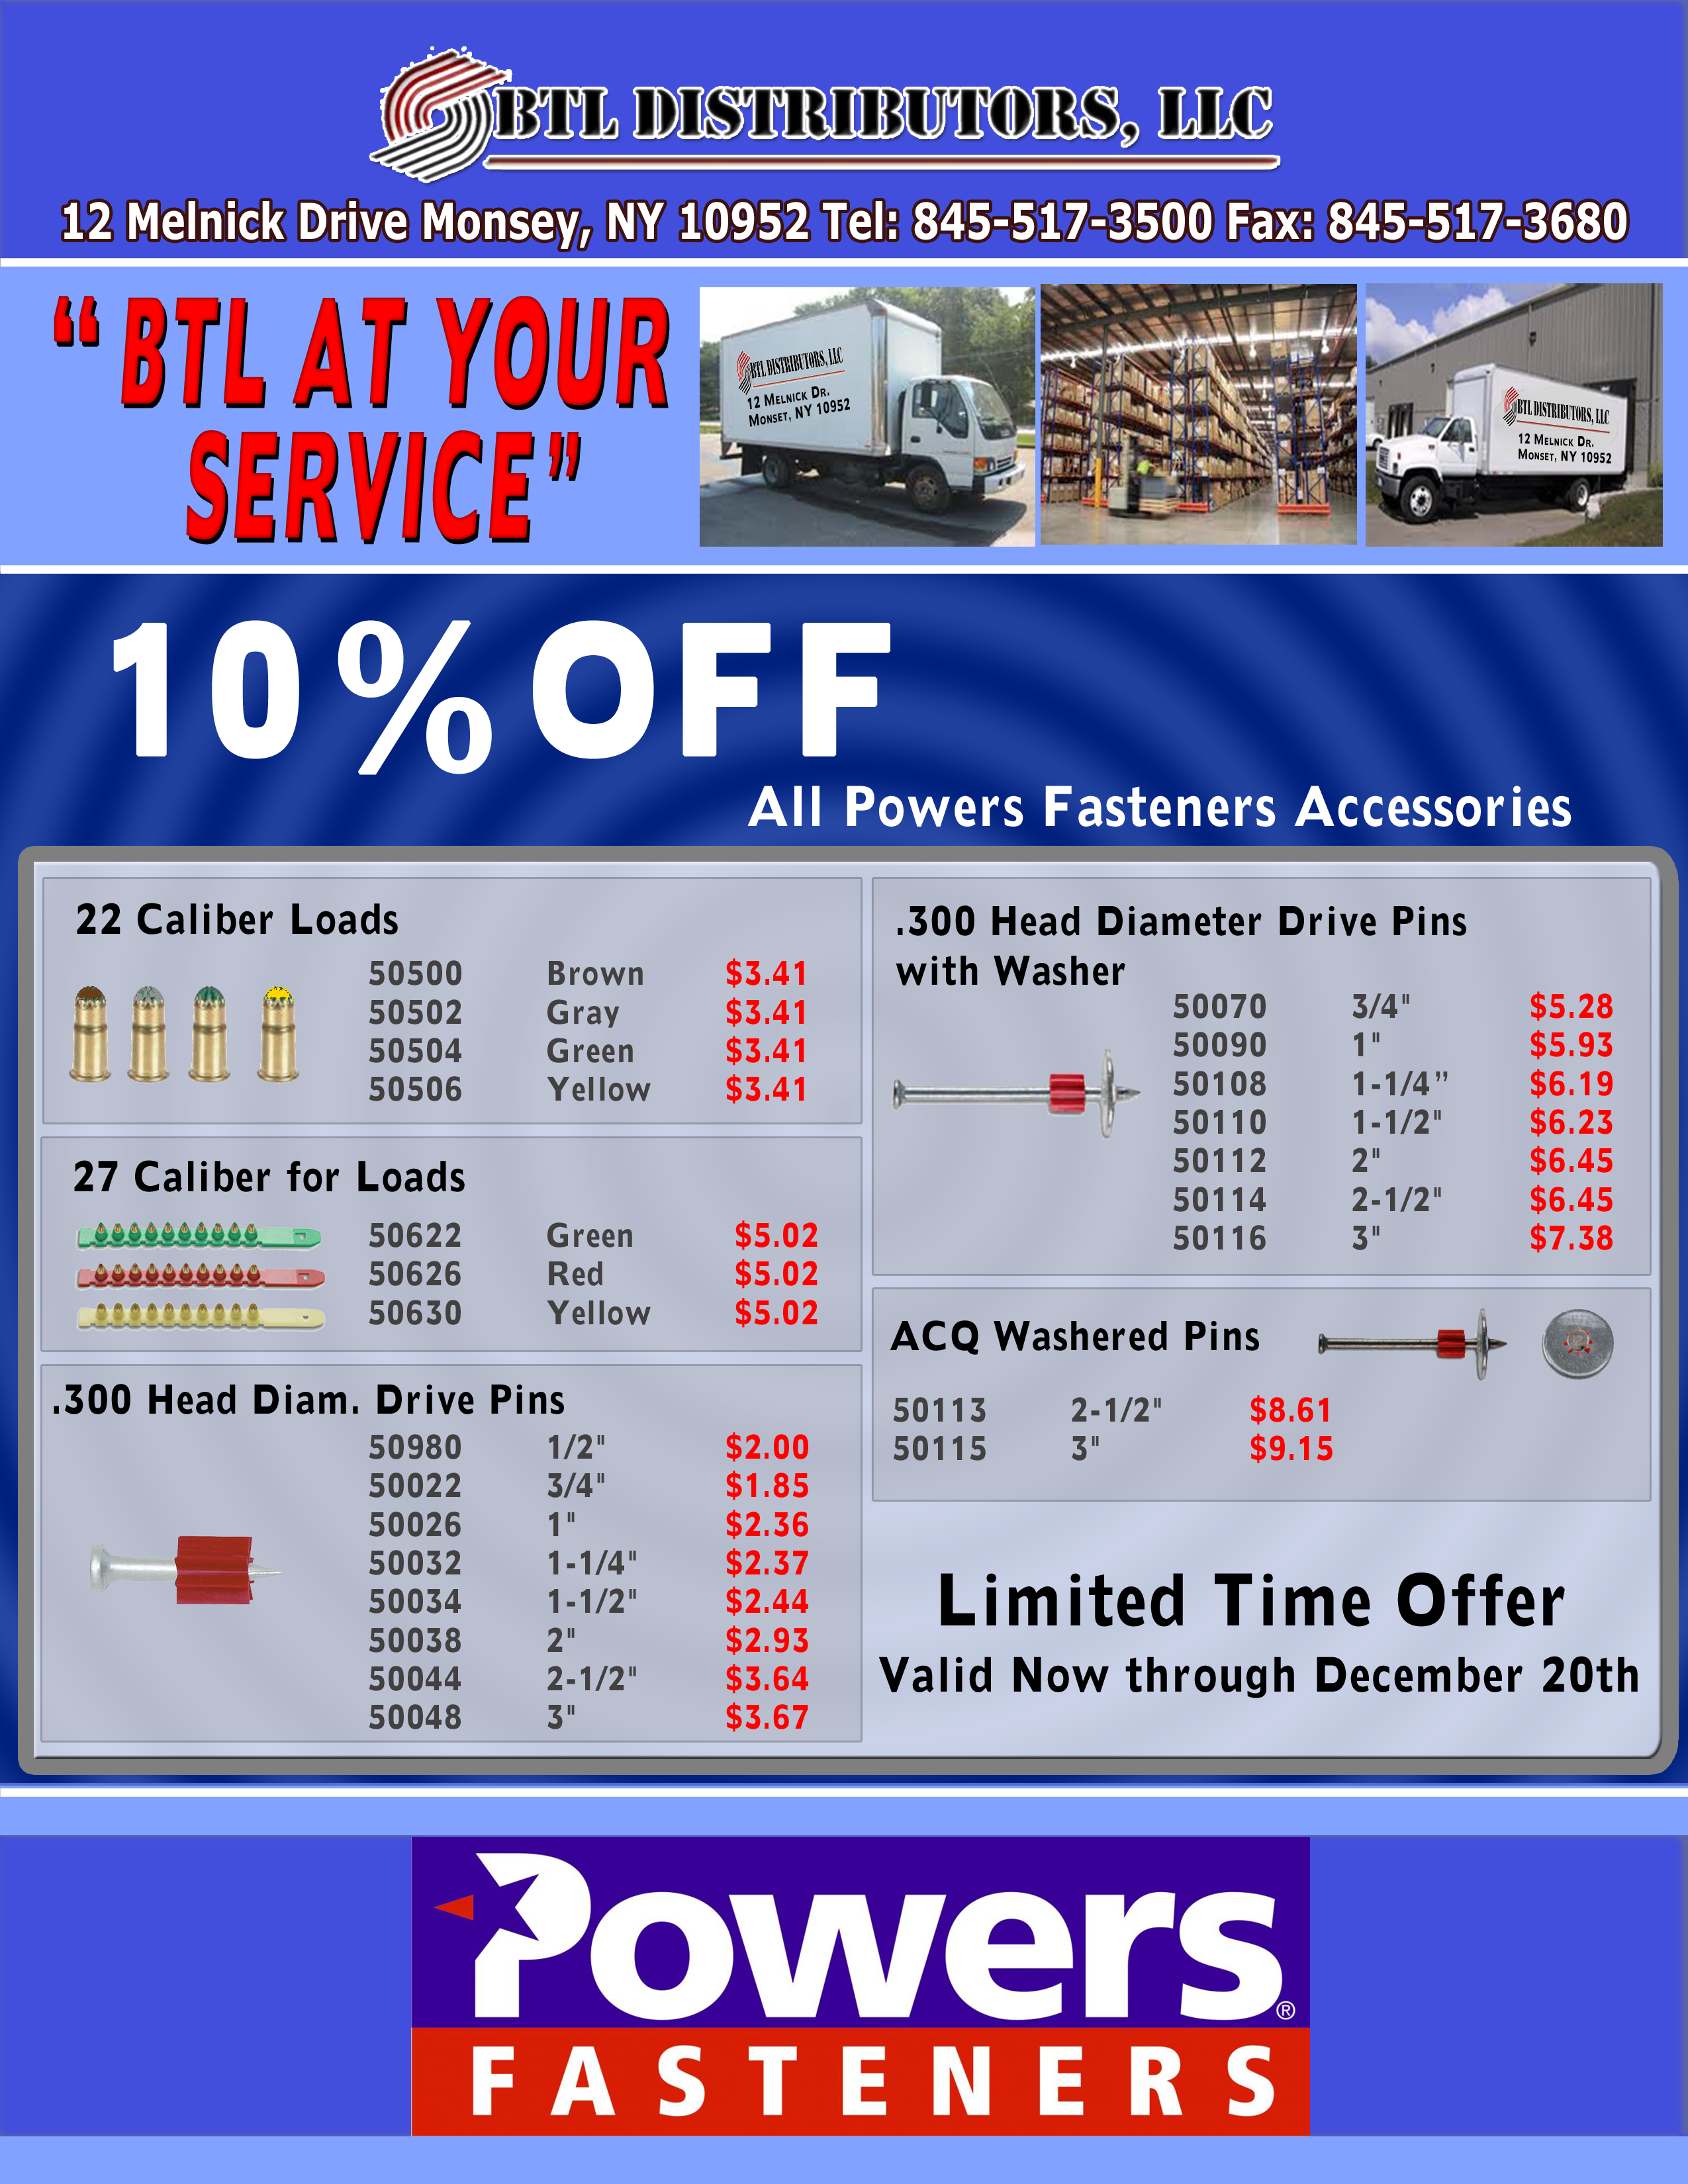 BTL DISTRIBUTORS, LLC
12 Melnick Drive Monsey, NY 10952 Tel: 845-517-3500 Fax: 845-517-3680
“ BTL AT YOUR
SERVICE”
BTL DISTRIBUTORS, LLC
12 MELNICK DR.
MONSET, NY 10952
BTL DISTRIBUTORS, LLC
12 MELNICK DR.
MONSET, NY 10952
10% OFF
All Powers Fasteners Accessories
22 Caliber Loads
50500 Brown $3.41
50502 Gray $3.41
50504 Green $3.41
50506 Yellow $3.41
27 Caliber for Loads
50622 Green $5.02
50626 Red $5.02
50630 Yellow $5.02
.300 Head Diam. Drive Pins
50980 1/2" $2.00
50022 3/4" $1.85
50026 1" $2.36
50032 1-1/4" $2.37
50034 1-1/2" $2.44
50038 2" $2.93
50044 2-1/2" $3.64
50048 3" $3.67
.300 Head Diameter Drive Pins
with Washer
50070 3/4" $5.28
50090 1" $5.93
50108 1-1/4” $6.19
50110 1-1/2" $6.23
50112 2" $6.45
50114 2-1/2" $6.45
50116 3" $7.38
ACQ Washered Pins
50113 2-1/2" $8.61
50115 3" $9.15
Limited Time Offer
Valid Now through December 20th
Powers®
FASTENERS